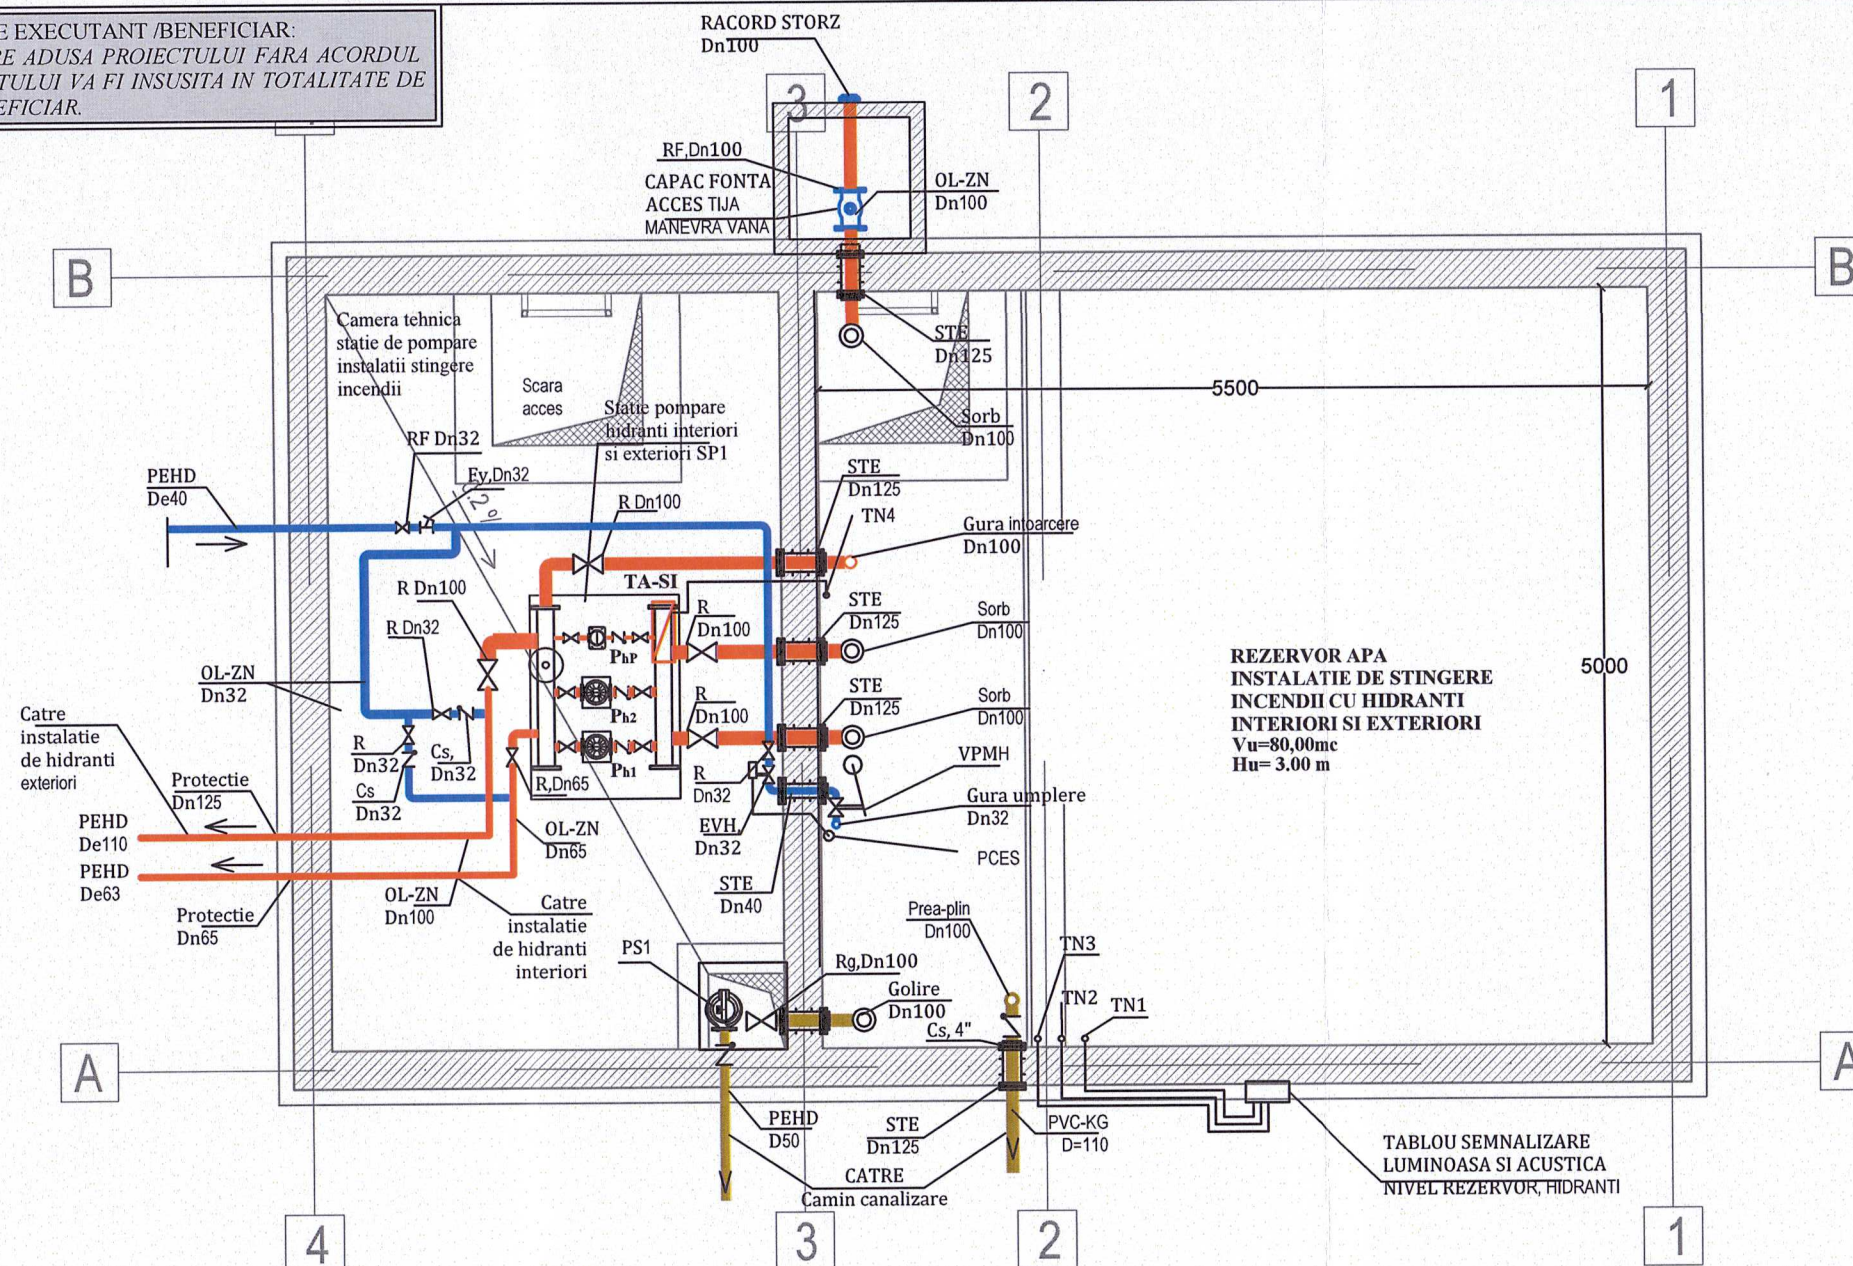 E EXECUTANT /BENEFICIAR:
RE ADUSA PROIECTULUI FARA ACORDUL
TULUI VA FI INSUSITA IN TOTALITATE DE
EFICIAR.
RACORD STORZ
Dn100
3
2
1
RF,Dn100
CAPAC FONTA
ACCES TIJA
MANEVRA VANA
OL-ZN
Dn100
B
B
Camera tehnica
statie de pompare
instalatii stingere
incendii
Scara
acces
Statie pompare
hidranti interiori
si exteriori SP1
STE
Dn125
5500
Sorb
Dn100
RF Dn32
Ey,Dn32
PEHD
De40
R Dn100
STE
Dn125
TN4
Gura intoarcere
Dn100
TA-SI
R Dn100
R Dn32
R
Dn100
STE
Dn125
Sorb
Dn100
PhP
OL-ZN
Dn32
R
Dn100
STE
Dn125
Sorb
Dn100
Ph2
Ph1
REZERVOR APA
INSTALATIE DE STINGERE
INCENDII CU HIDRANTI
INTERIORI SI EXTERIORI
Vu=80,00mc
Hu= 3.00 m
5000
Catre
instalatie
de hidranti
exteriori
R
Dn32
Cs,
Dn32
Cs
Dn32
R,Dn65
R
Dn32
VPMH
Gura umplere
Dn32
Protectie
Dn125
PEHD
De110
PEHD
De63
OL-ZN
Dn65
EVH,
Dn32
PCES
Protectie
Dn65
OL-ZN
Dn100
Catre
instalatie
de hidranti
interiori
STE
Dn40
Prea-plin
Dn100
PS1
Rg,Dn100
Golire
Dn100
TN3
TN2
TN1
Cs, 4"
A
A
PEHD
D50
STE
Dn125
PVC-KG
D=110
CATRE
Camin canalizare
TABLOU SEMNALIZARE
LUMINOASA SI ACUSTICA
NIVEL REZERVOR, HIDRANTI
4
3
2
1